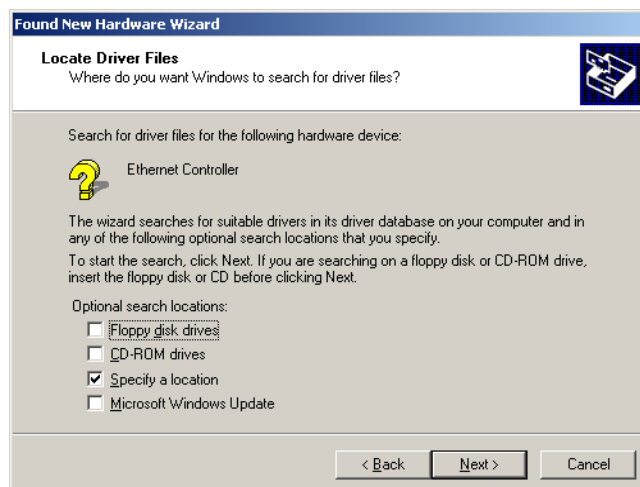 Found New Hardware Wizard
Locate Driver Files
Where do you want Windows to search for driver files?
Search for driver files for the following hardware device:
Ethernet Controller
The wizard searches for suitable drivers in its driver database on your computer and in
any of the following optional search locations that you specify.
To start the search, click Next. If you are searching on a floppy disk or CD-ROM drive,
insert the floppy disk or CD before clicking Next.
Optional search locations:
Floppy disk drives
CD-ROM drives
Specify a location
Microsoft Windows Update
< Back Next > Cancel